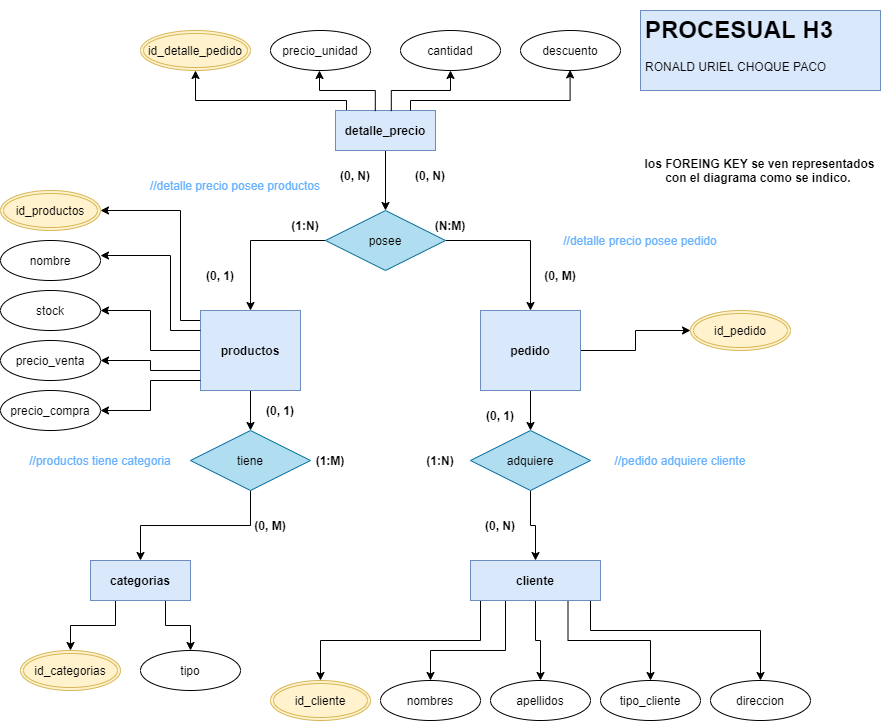 PROCESUAL H3
RONALD URIEL CHOQUE PACO
id_detalle_pedido
precio_unidad
cantidad
descuento
detalle_precio
los FOREING KEY se ven representados
con el diagrama como se indico.
(0, N)
(0, N)
//detalle precio posee productos
id_productos
(1:N)
posee
(N:M)
//detalle precio posee pedido
nombre
(0, 1)
(0, M)
stock
id_pedido
productos
pedido
precio_venta
precio_compra
(0, 1)
(0, 1)
//productos tiene categoria
tiene
(1:M)
(1:N)
adquiere
//pedido adquiere cliente
(0, M)
(0, N)
categorias
cliente
id_categorias
tipo
id_cliente
nombres
apellidos
tipo_cliente
direccion